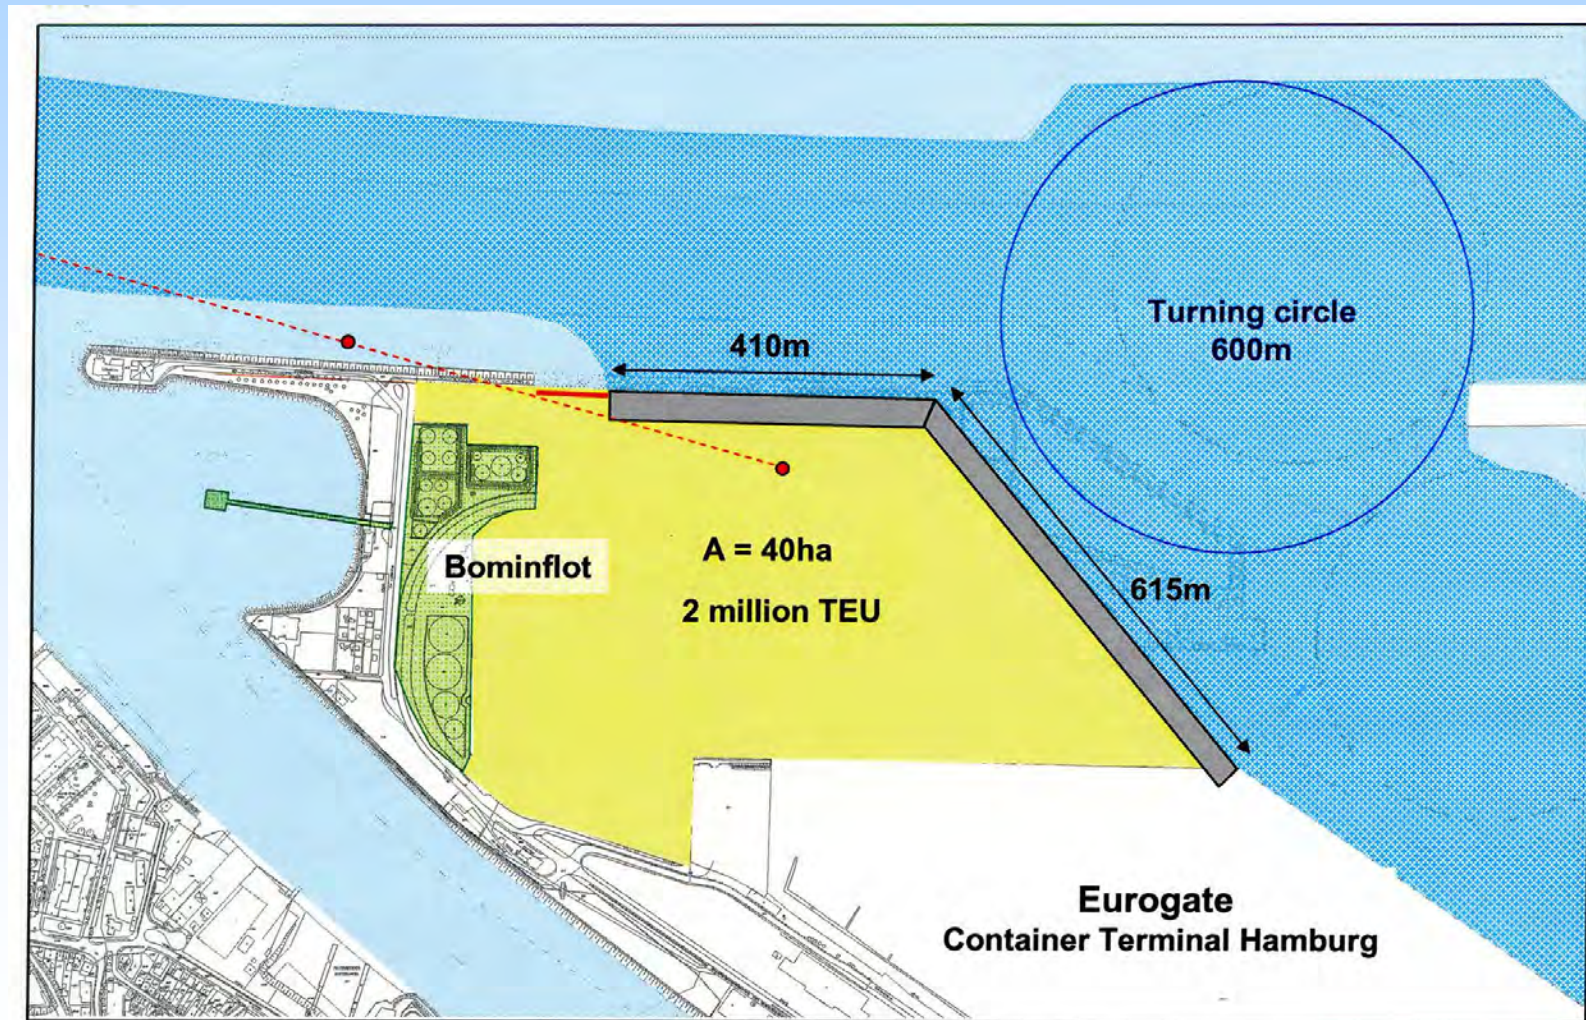 Turning circle
600m
410m
615m
A = 40ha
Bominflot
2 million TEU
Eurogate
Container Terminal Hamburg